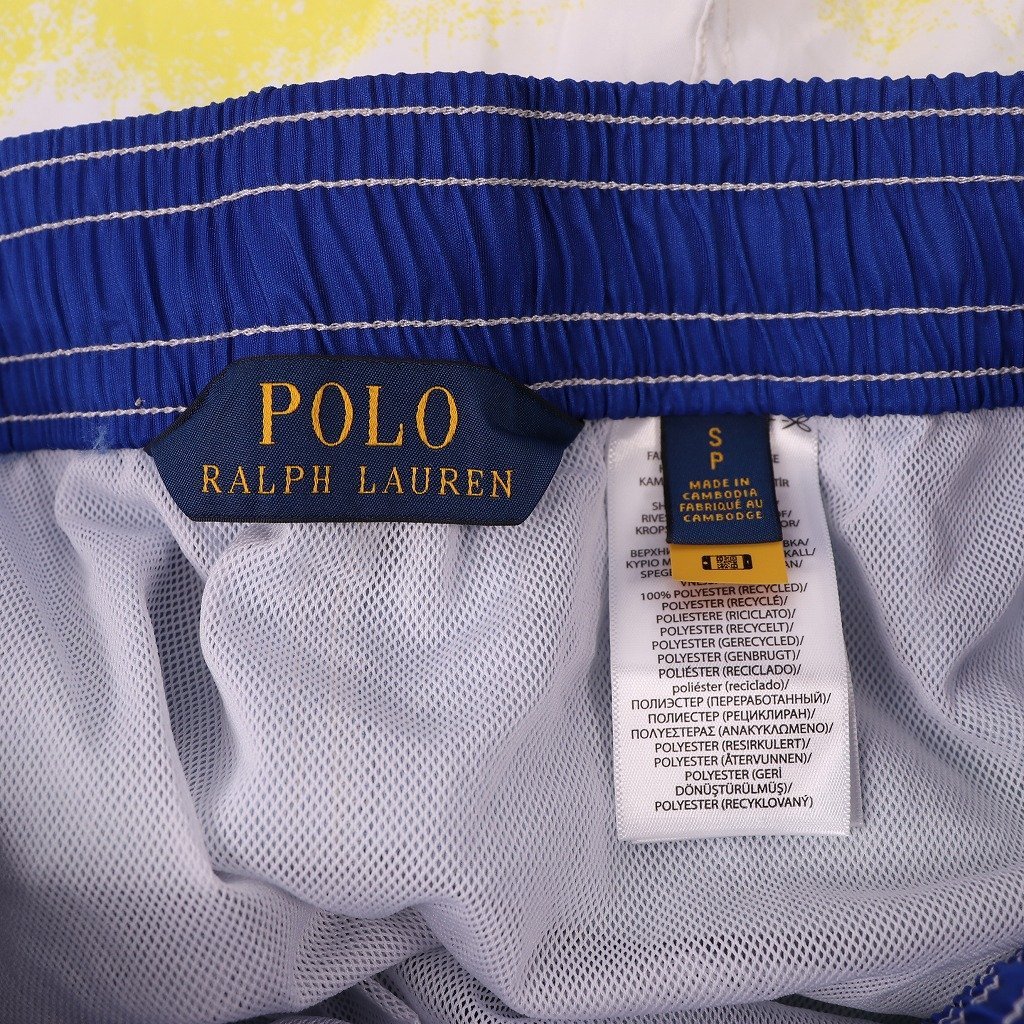 POLO
RALPH LAUREN
S
P
MADE IN
CAMBODIA
FABRIQUÉ AU
CAMBODGE
100% POLYESTER (RECYCLED)/
POLYESTER (RECYCLÉ)/
POLIESTERE (RICICLATO)/
POLYESTER (RECYCELT)/
POLYESTER (GERECYCLED)/
POLYESTER (GENBRUGT)/
POLIÉSTER (RECICLADO)/
poliéster (reciclado)/
ПОЛИЭСТЕР (ПЕРЕРАБОТАННЫЙ)/
ПОЛИЕСТЕР (РЕЦИКЛИРАН)/
ΠΟΛΥΕΣΤΕΡΑΣ (ΑΝΑΚΥΚΛΩΜΕΝΟ)/
POLYESTER (RESIRKULERT)/
POLYESTER (ÅTERVUNNEN)/
POLYESTER (GERİ
DÖNÜŞTÜRÜLMÜŞ)/
POLYESTER (RECYKLOVANÝ)